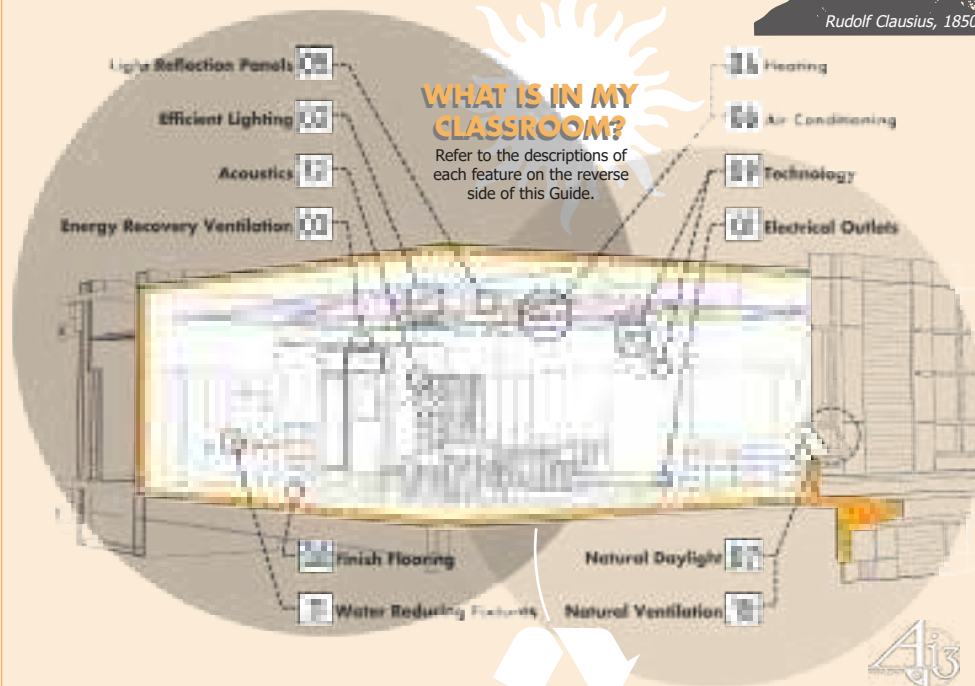 Rudolf Clausius, 1850
Light Reflection Panels
Efficient Lighting
Acoustics
Energy Recovery Ventilation
WHAT IS IN MY
CLASSROOM?
Refer to the descriptions of
each feature on the reverse
side of this Guide.
Heating
Air Conditioning
Technology
Electrical Outlets
Finish Flooring
Water Reducing Fixtures
Natural Daylight
Natural Ventilation
Ai3